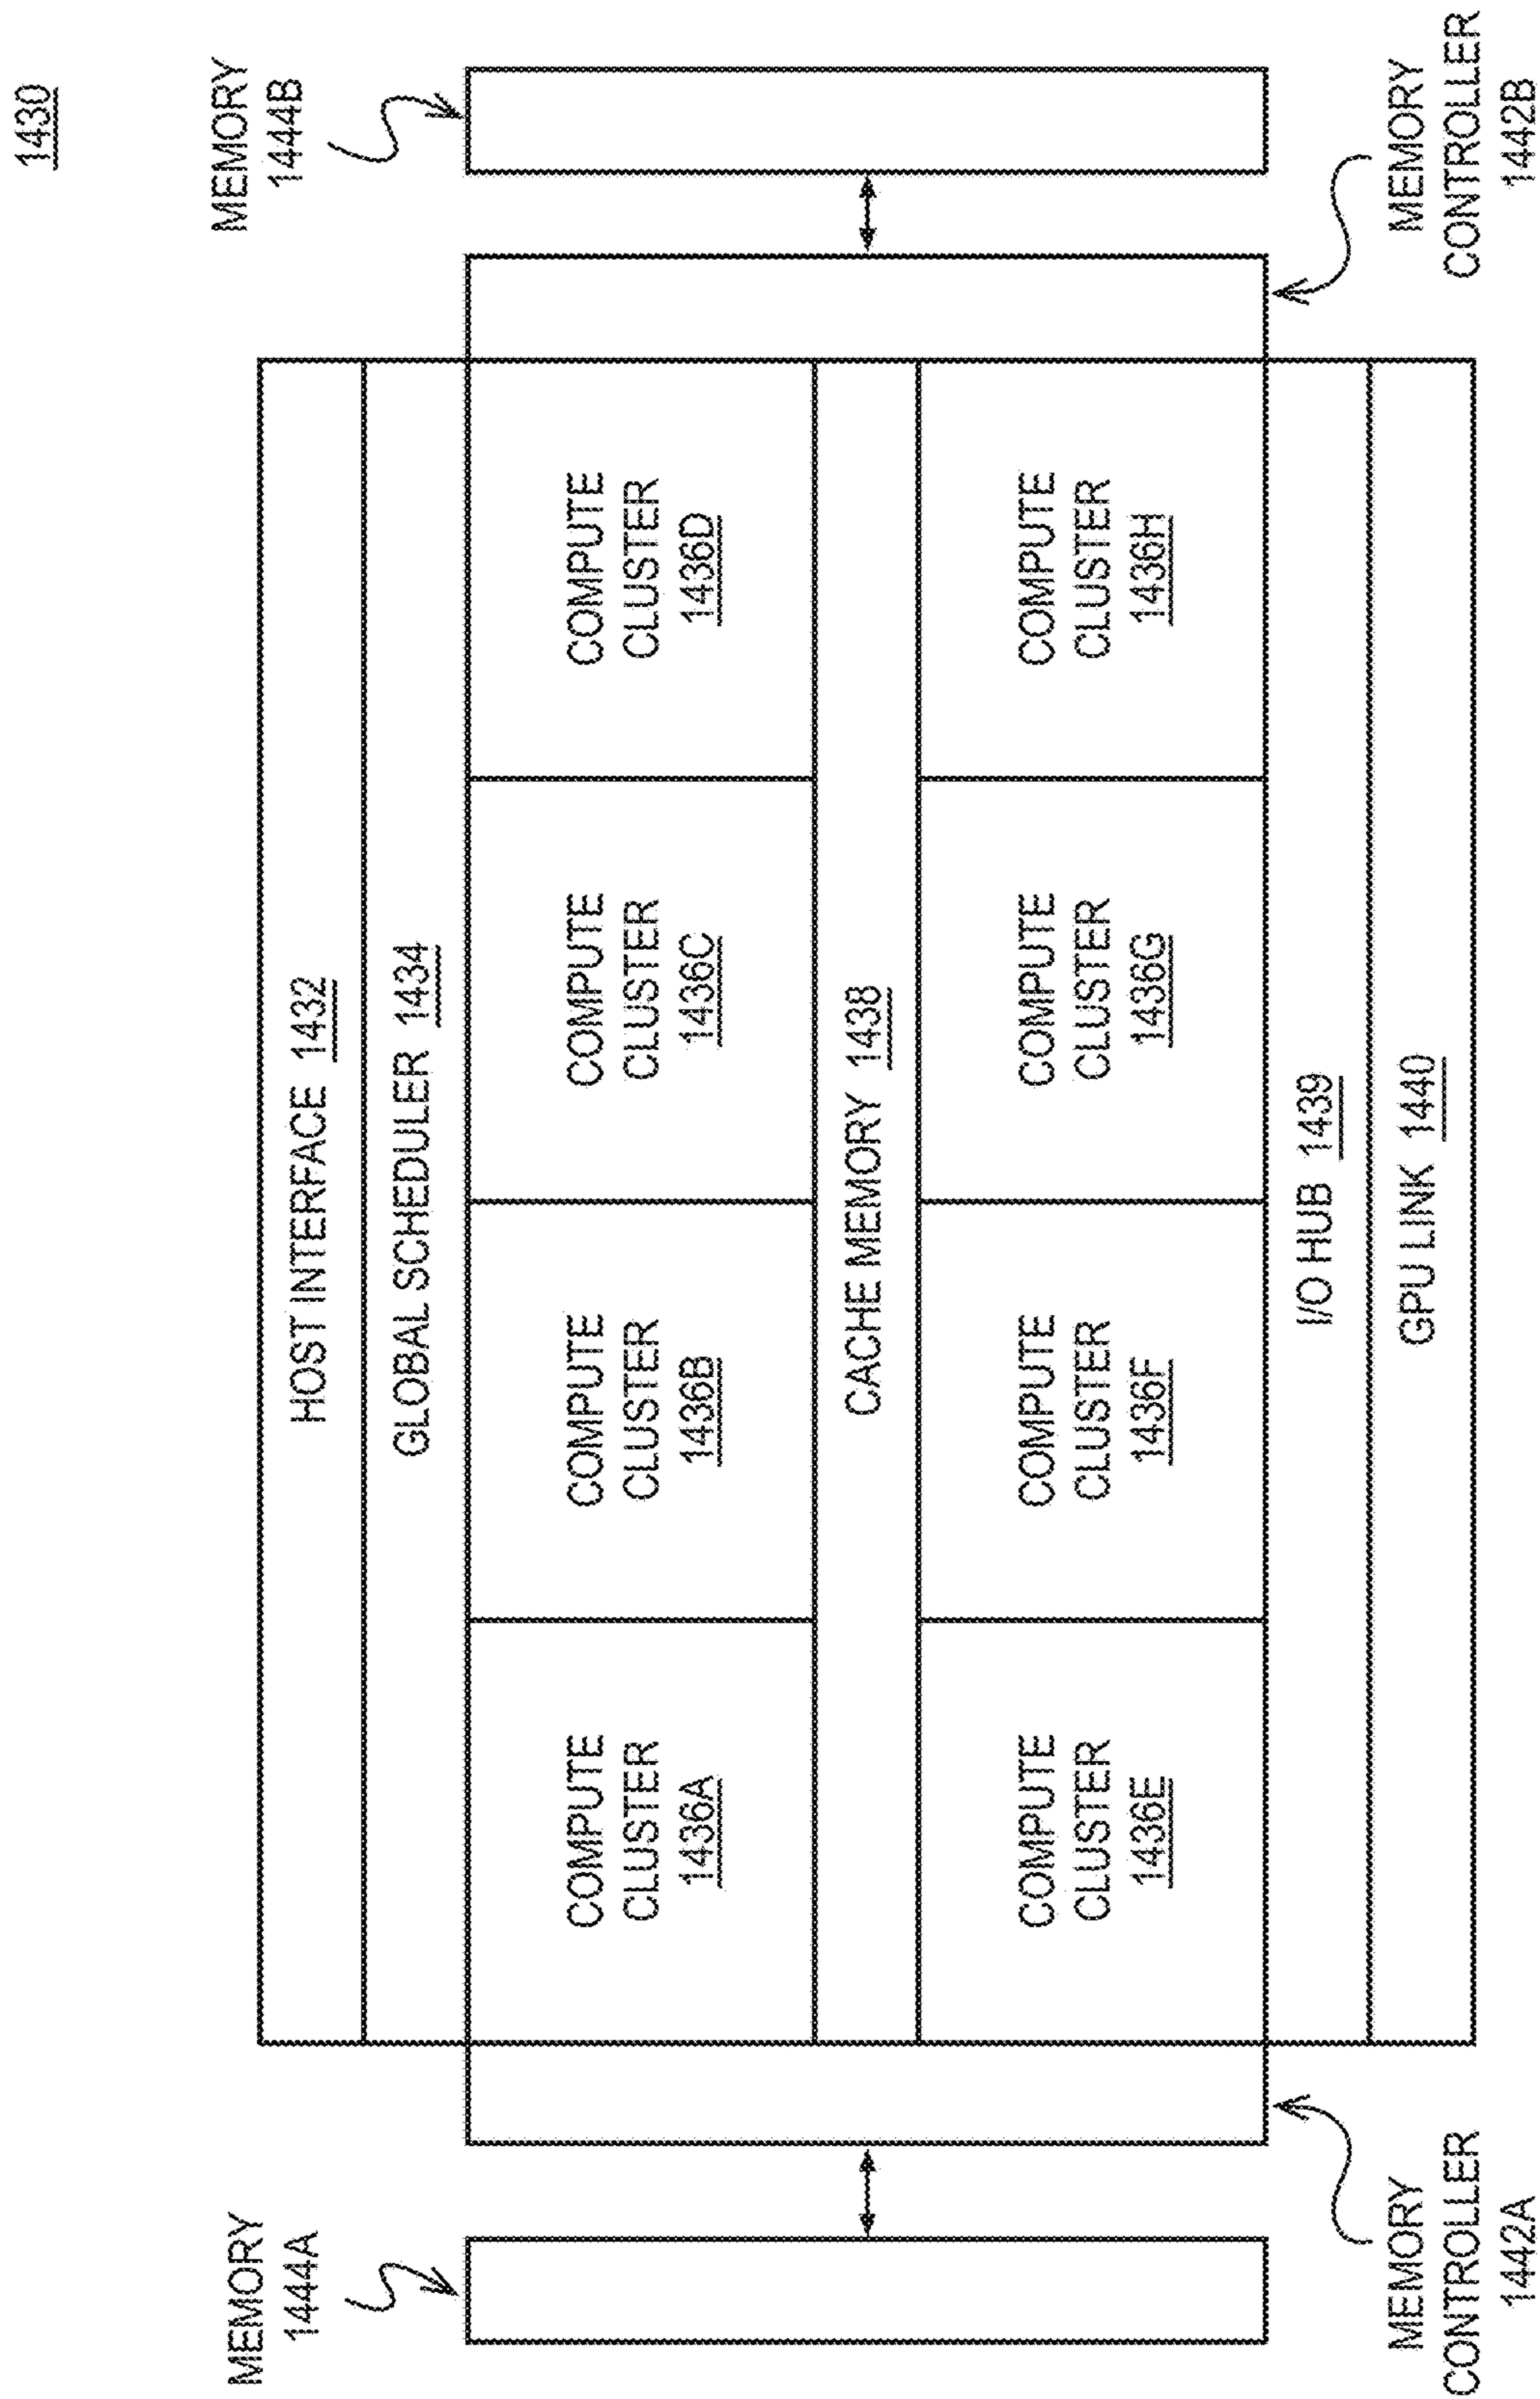 1430
MEMORY
1444A
MEMORY
1444B
HOST INTERFACE 1432
GLOBAL SCHEDULER 1434
COMPUTE
CLUSTER
1436A
COMPUTE
CLUSTER
1436B
COMPUTE
CLUSTER
1436C
COMPUTE
CLUSTER
1436D
CACHE MEMORY 1438
COMPUTE
CLUSTER
1436E
COMPUTE
CLUSTER
1436F
COMPUTE
CLUSTER
1436G
COMPUTE
CLUSTER
1436H
I/O HUB 1439
GPU LINK 1440
MEMORY
CONTROLLER
1442A
MEMORY
CONTROLLER
1442B